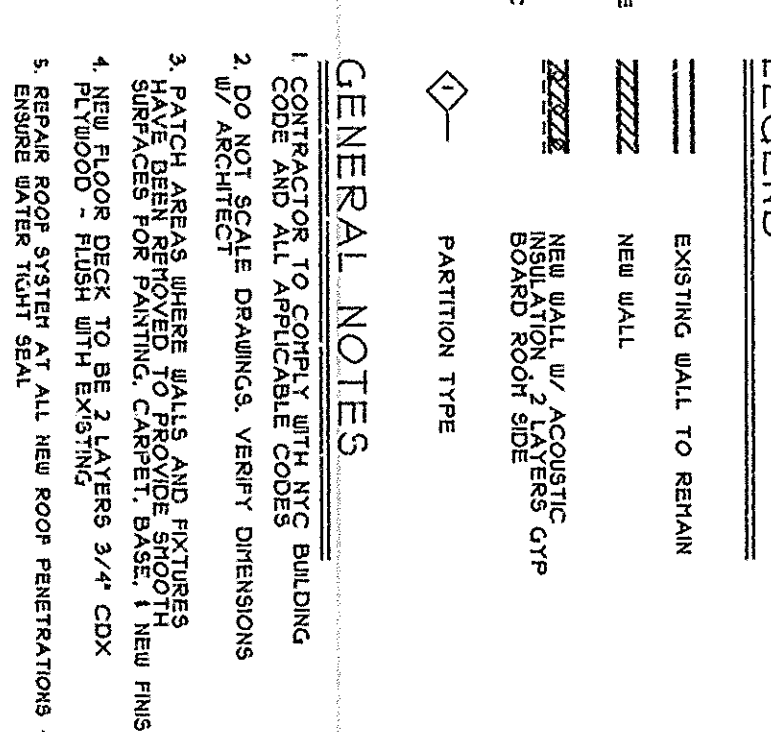 LEGEND
EXISTING WALL TO REMAIN
NEW WALL
NEW WALL W/ ACOUSTIC
INSULATION, 2 LAYERS GYP
BOARD ROOM SIDE
1
PARTITION TYPE
GENERAL NOTES
1. CONTRACTOR TO COMPLY WITH NYC BUILDING
CODE AND ALL APPLICABLE CODES
2. DO NOT SCALE DRAWINGS. VERIFY DIMENSIONS
W/ ARCHITECT
3. PATCH AREAS WHERE WALLS AND FIXTURES
HAVE BEEN REMOVED TO PROVIDE SMOOTH
SURFACES FOR PAINTING, CARPET, BASE, & NEW FINIS
4. NEW FLOOR DECK TO BE 2 LAYERS 3/4" CDX
PLYWOOD - FLUSH WITH EXISTING
5. REPAIR ROOF SYSTEM AT ALL NEW ROOF PENETRATIONS -
ENSURE WATER TIGHT SEAL